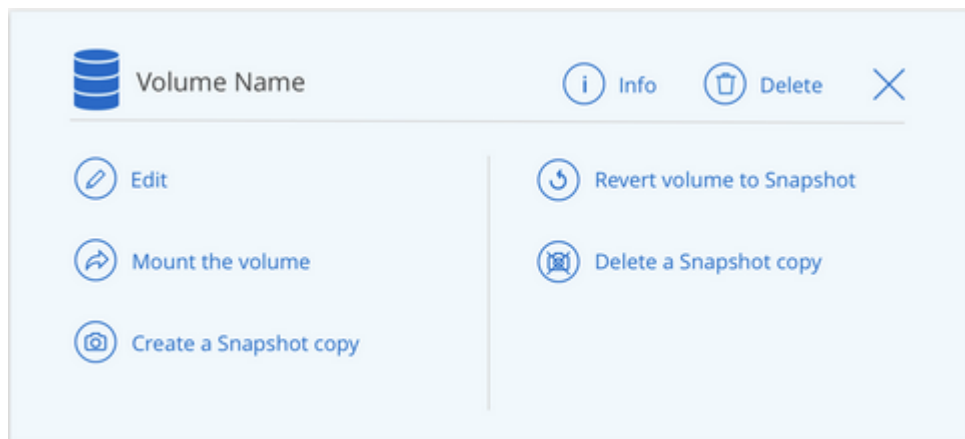 Volume Name
Info
Delete
Edit
Mount the volume
Create a Snapshot copy
Revert volume to Snapshot
Delete a Snapshot copy